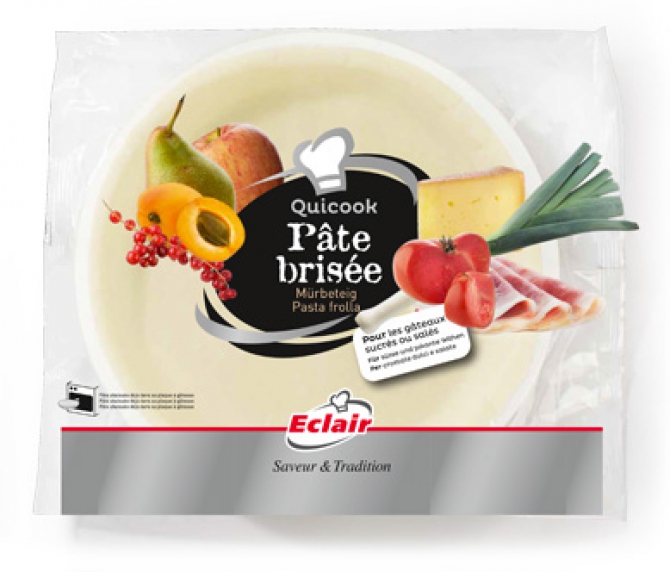 Quicook
Pâte
brisée
Mürbeteig
Pasta frolla
Pour les gâteaux
sucrés ou salés
Für süsse und pikante Wähen
Per crostate dolci e salate
Eclair
Saveur & Tradition